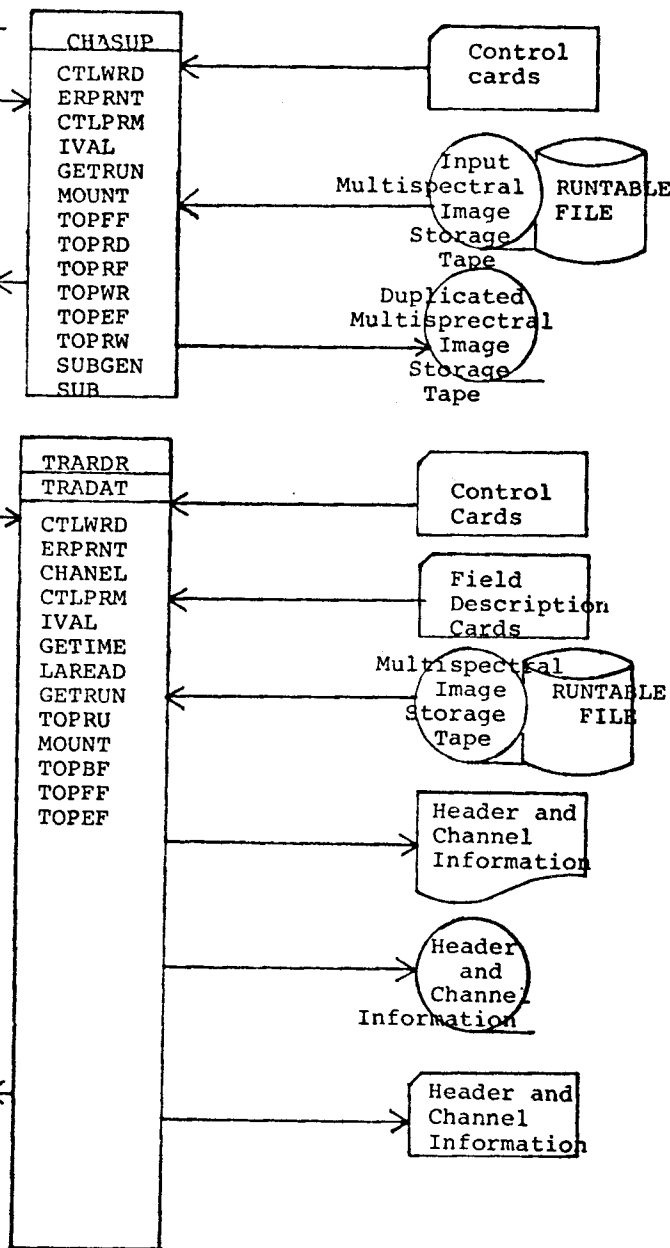 CHASUP
CTLWRD
ERPRNT
CTLPRM
IVAL
GETRUN
MOUNT
TOPFF
TOPRD
TOPRF
TOPWR
TOPEF
TOPRW
SUBGEN
SUB
Control
cards
Input
Multispectral
Image
Storage
Tape
RUNTABLE
FILE
Duplicated
Multisprectral
Image
Storage
Tape
TRARDR
TRADAT
CTLWRD
ERPRNT
CHANEL
CTLPRM
IVAL
GETIME
LAREAD
GETRUN
TOPRU
MOUNT
TOPBF
TOPFF
TOPEF
Control
Cards
Field
Description
Cards
Multispectral
Image
Storage
Tape
RUNTABLE
FILE
Header and
Channel
Information
Header
and
Channel
Information
Header and
Channel
Information